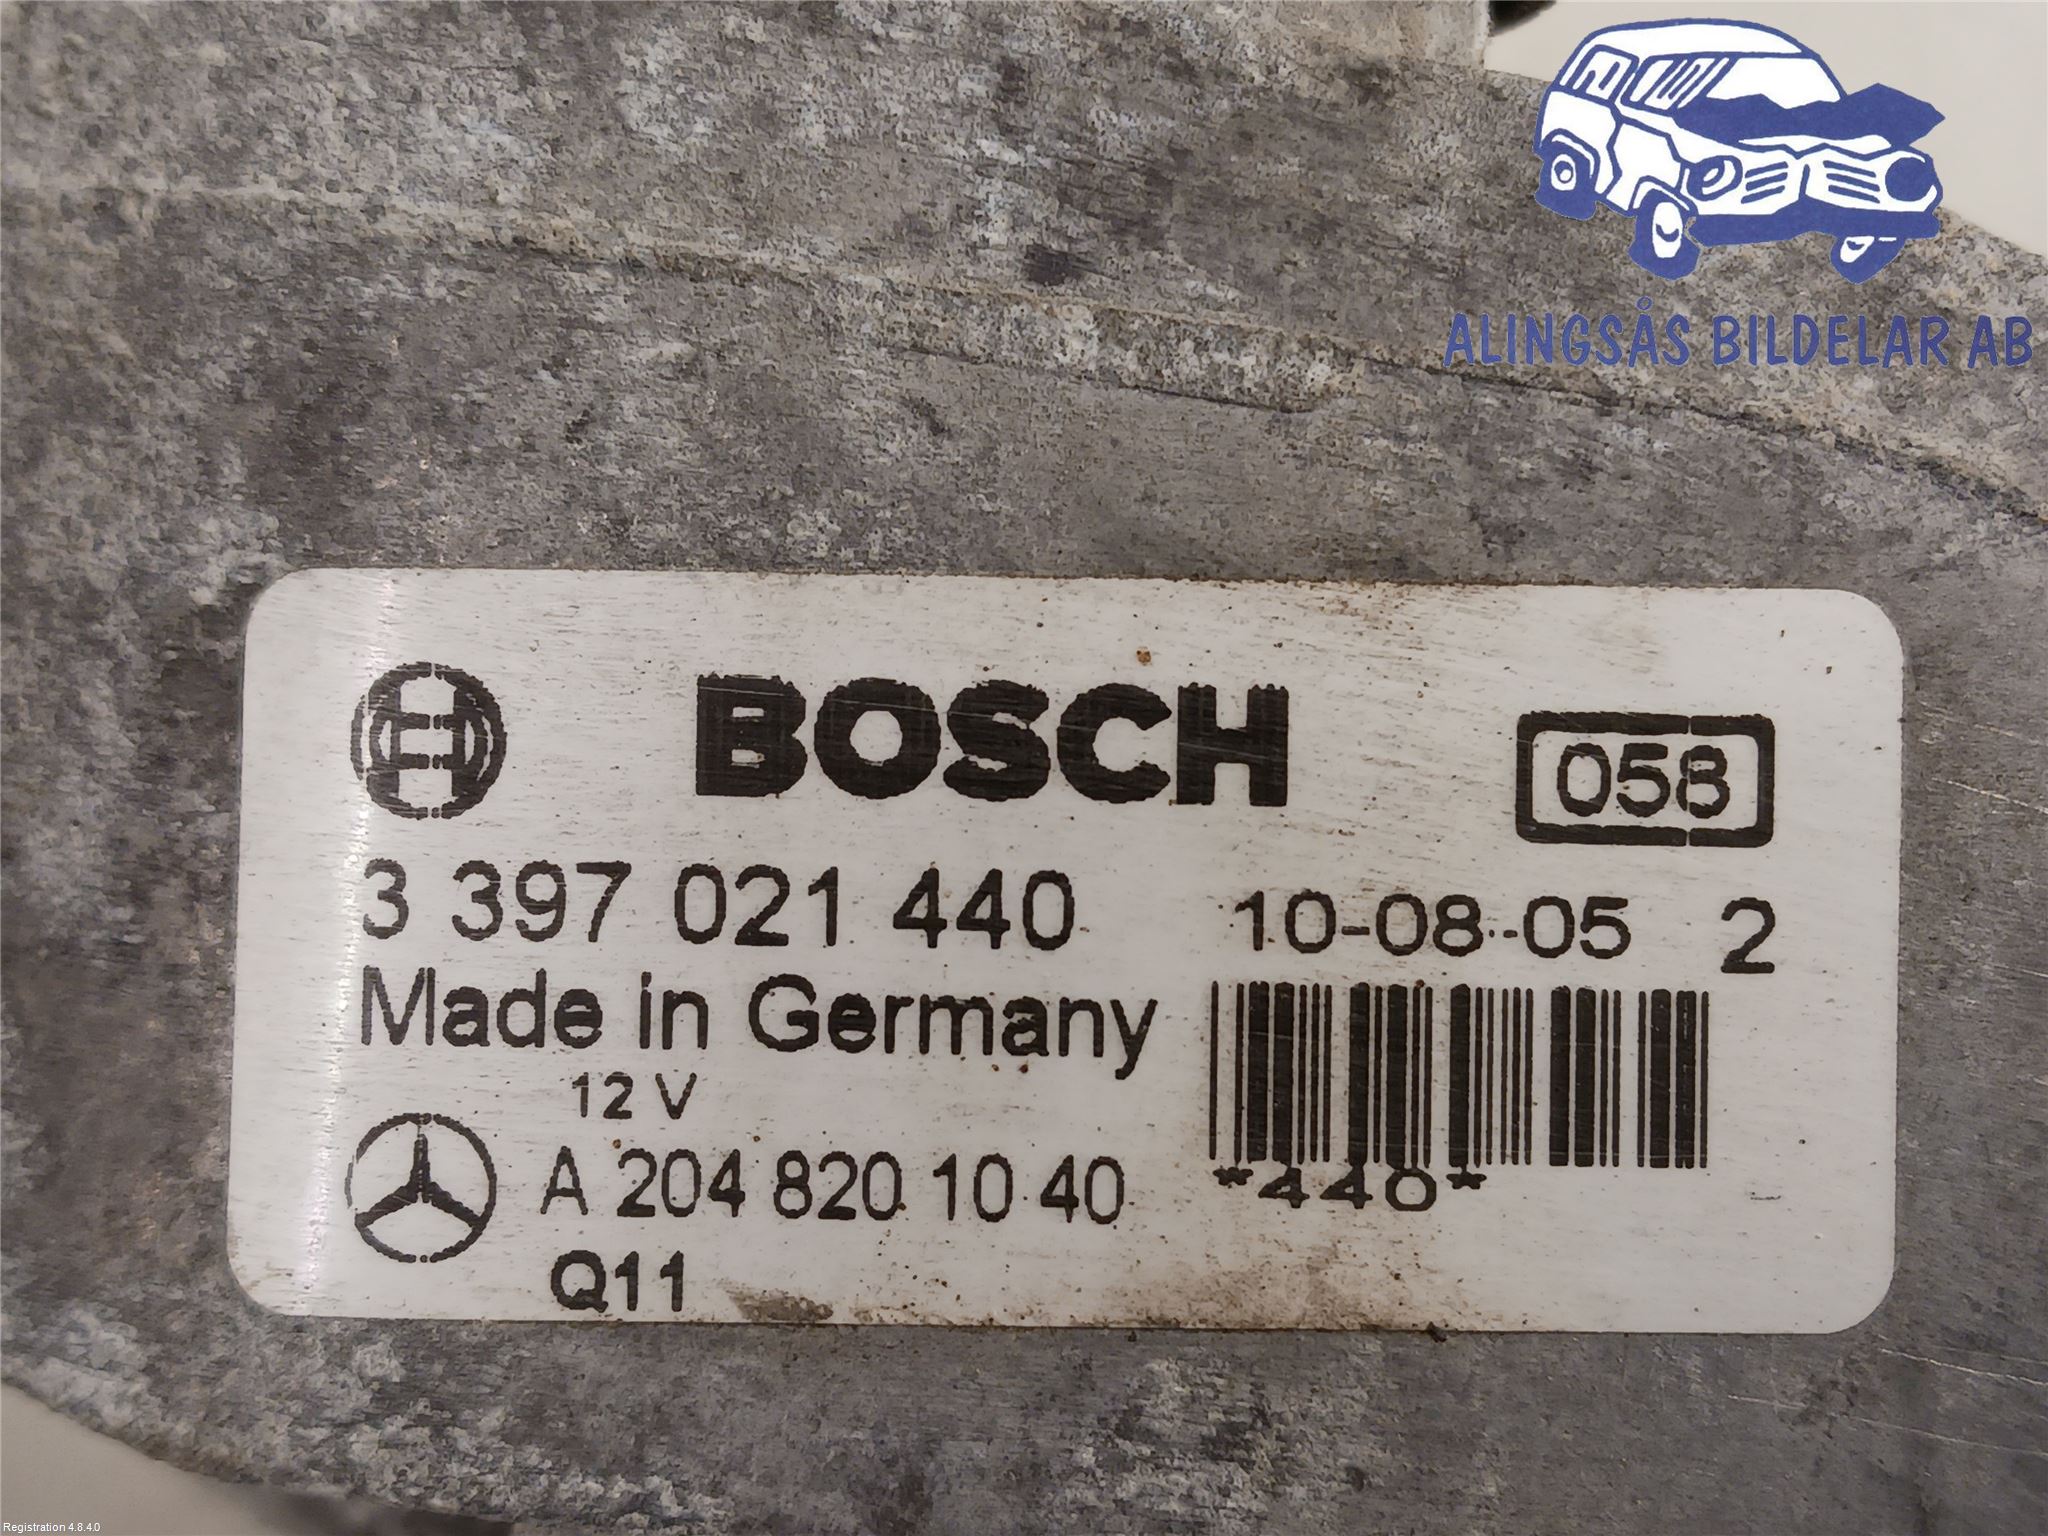 ALINGSÅS BILDELAR AB
BOSCH
058
3 397 021 440
10-08-05 2
Made in Germany
12 V
A 204 820 10 40
*440*
Q11
Registration 4.8.4.0